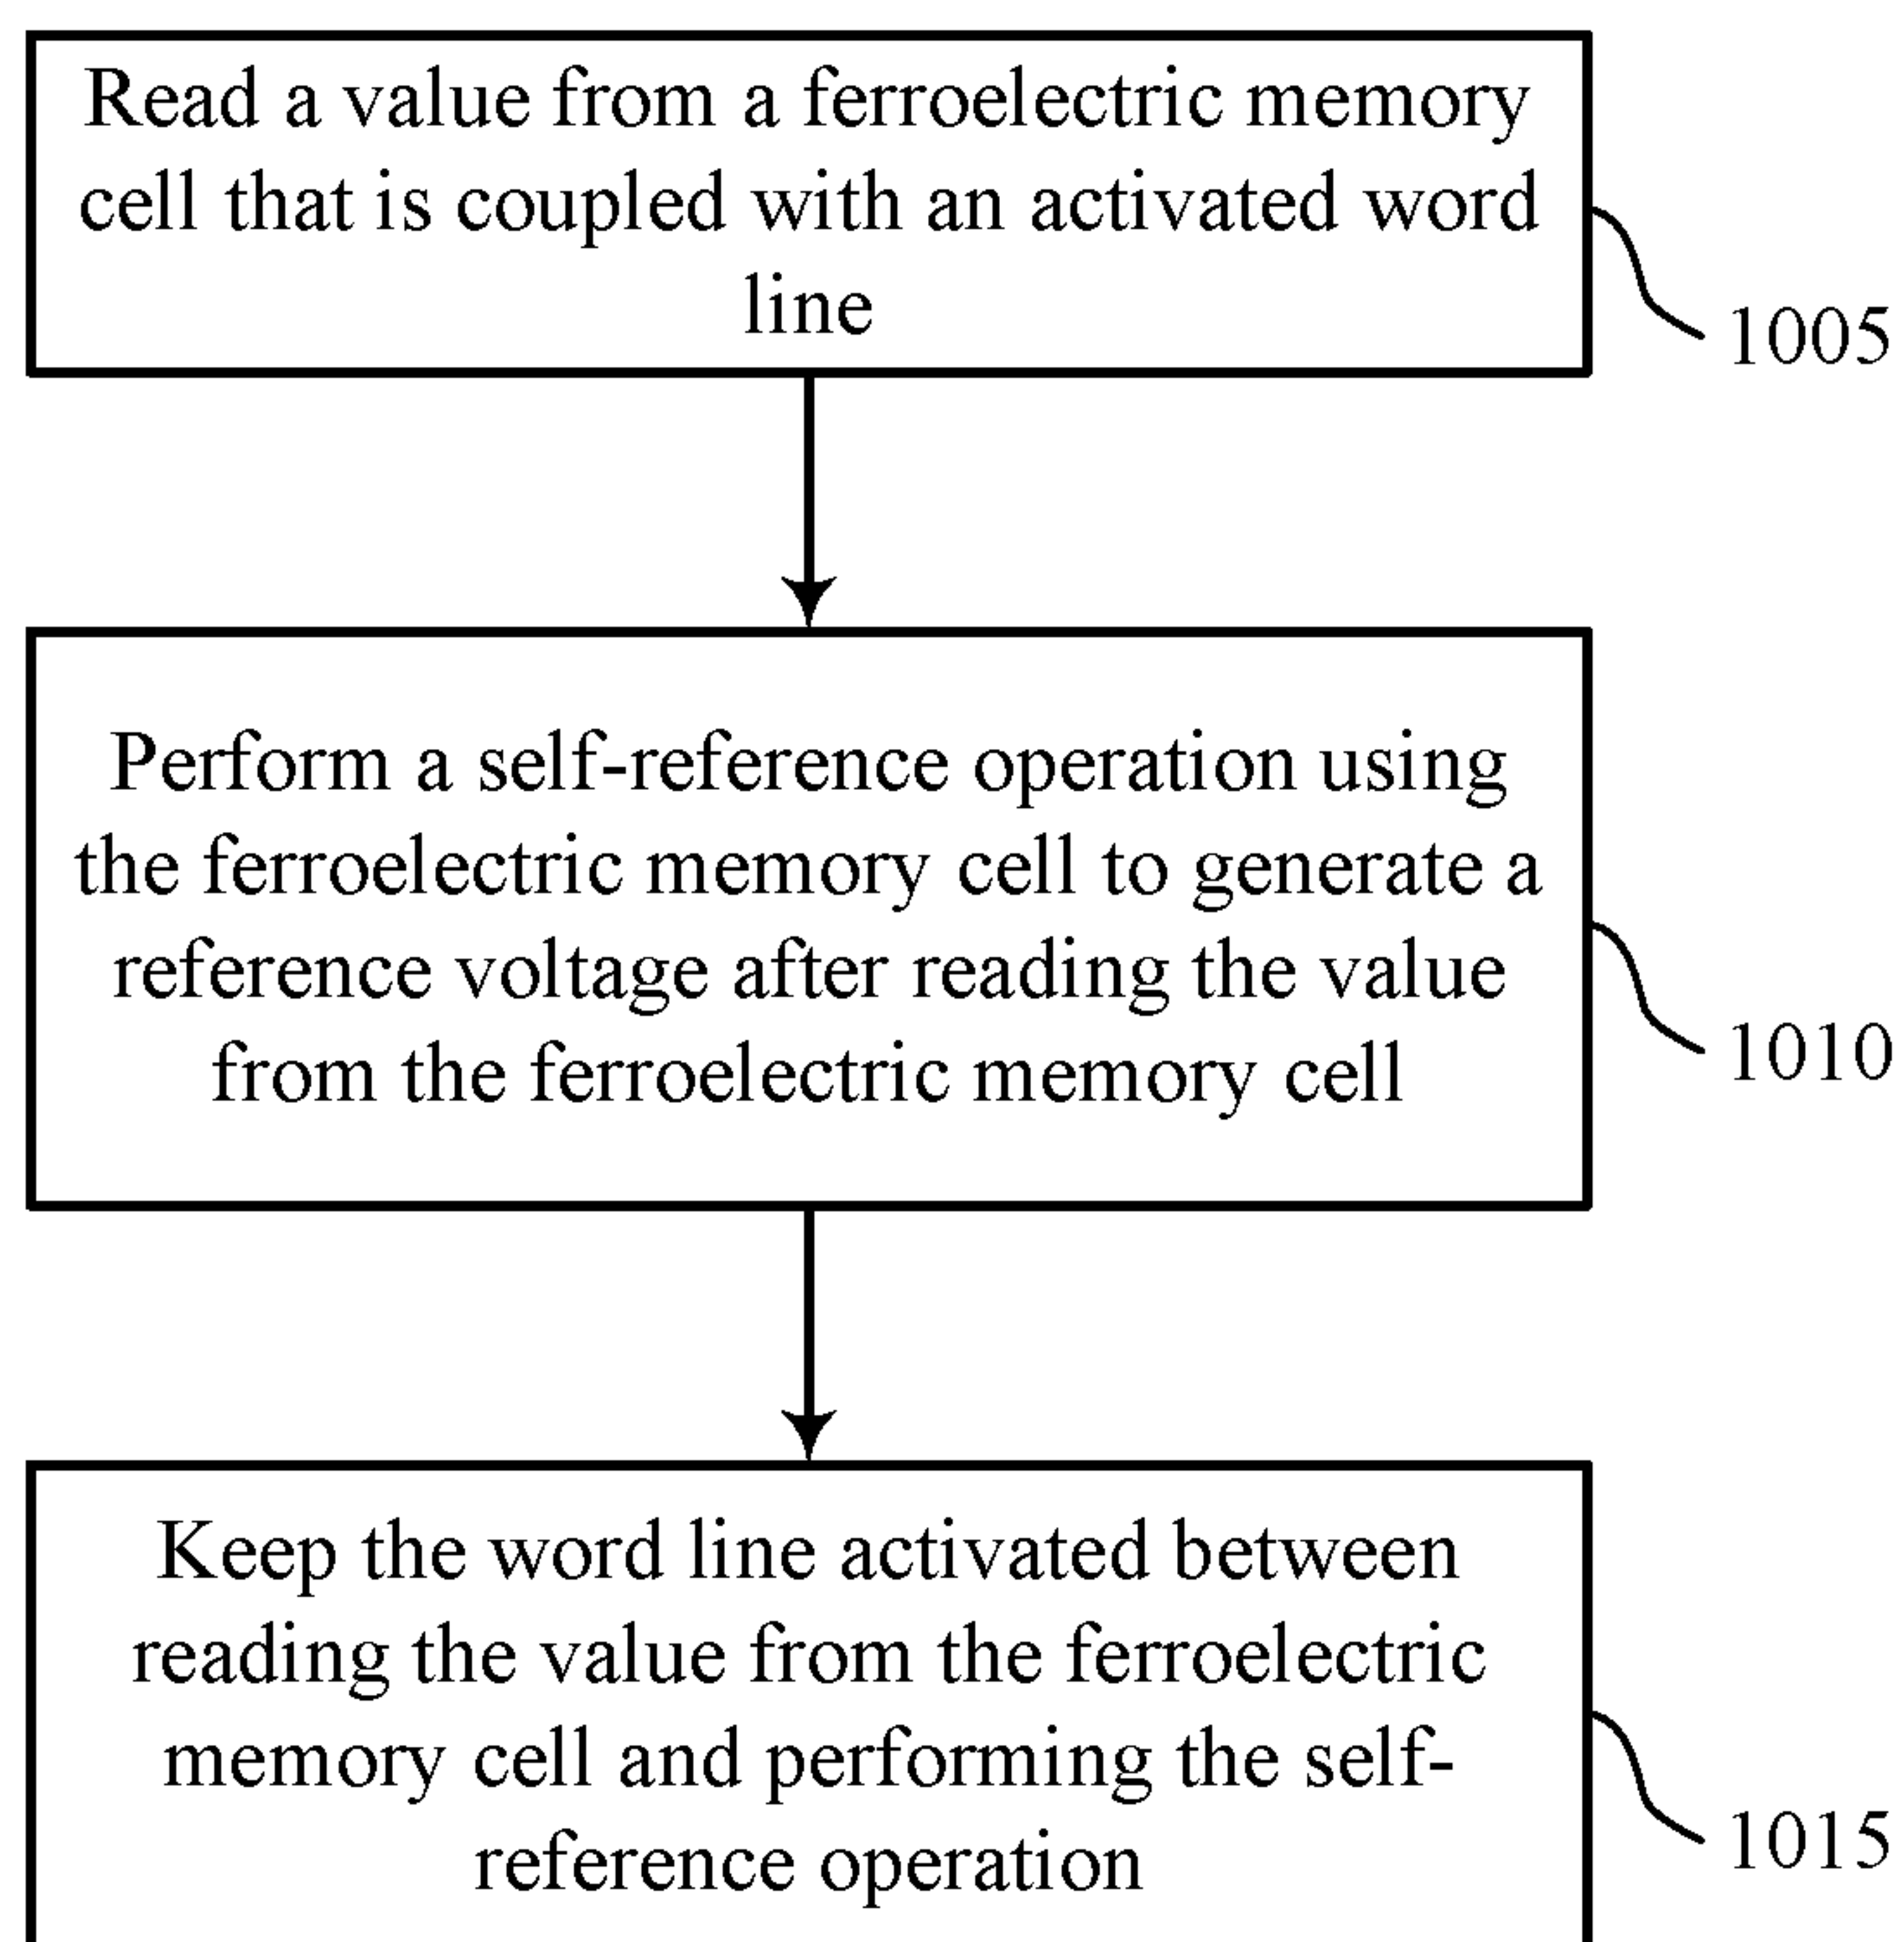 Read a value from a ferroelectric memory
cell that is coupled with an activated word
line
1005
Perform a self-reference operation using
the ferroelectric memory cell to generate a
reference voltage after reading the value
from the ferroelectric memory cell
1010
Keep the word line activated between
reading the value from the ferroelectric
memory cell and performing the self-
reference operation
1015